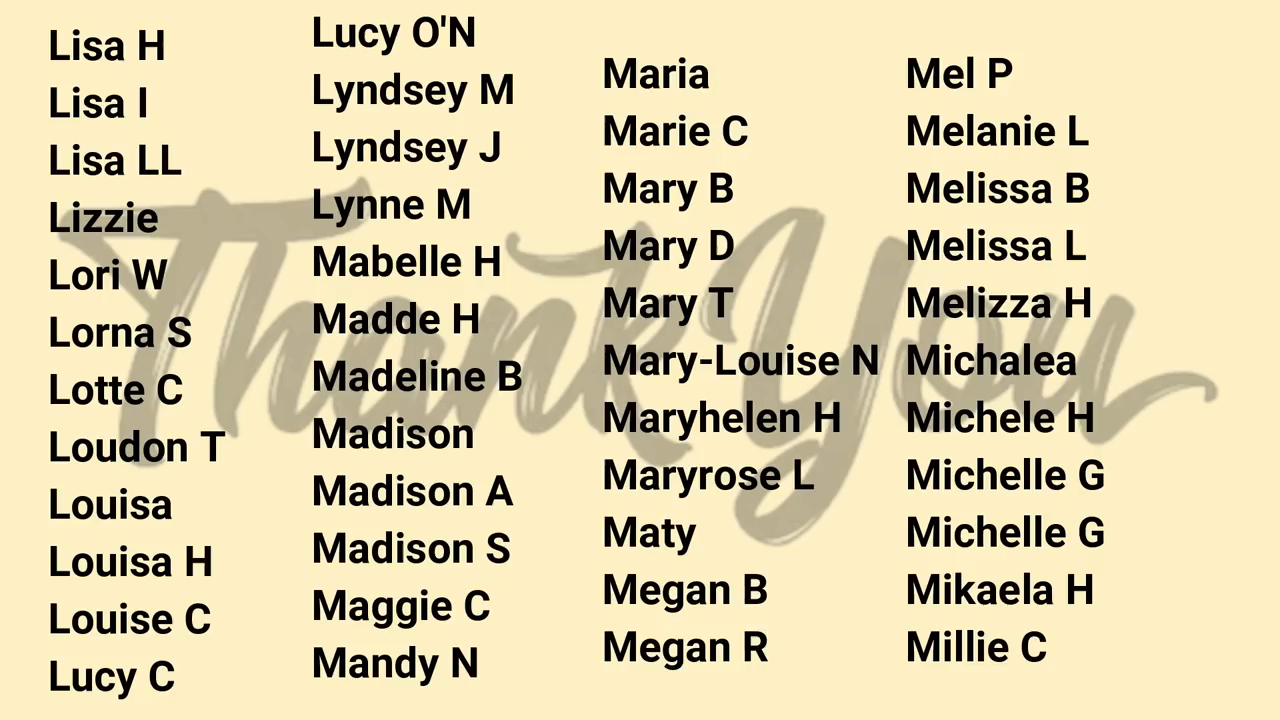 Lisa H
Lisa I
Lisa LL
Lizzie
Lori W
Lorna S
Lotte C
Loudon T
Louisa
Louisa H
Louise C
Lucy C
Lucy O'N
Lyndsey M
Lyndsey J
Lynne M
Mabelle H
Madde H
Madeline B
Madison
Madison A
Madison S
Maggie C
Mandy N
Maria
Marie C
Mary B
Mary D
Mary T
Mary-Louise N
Maryhelen H
Maryrose L
Maty
Megan B
Megan R
Mel P
Melanie L
Melissa B
Melissa L
Melizza H
Michalea
Michele H
Michelle G
Michelle G
Mikaela H
Millie C
Thank You